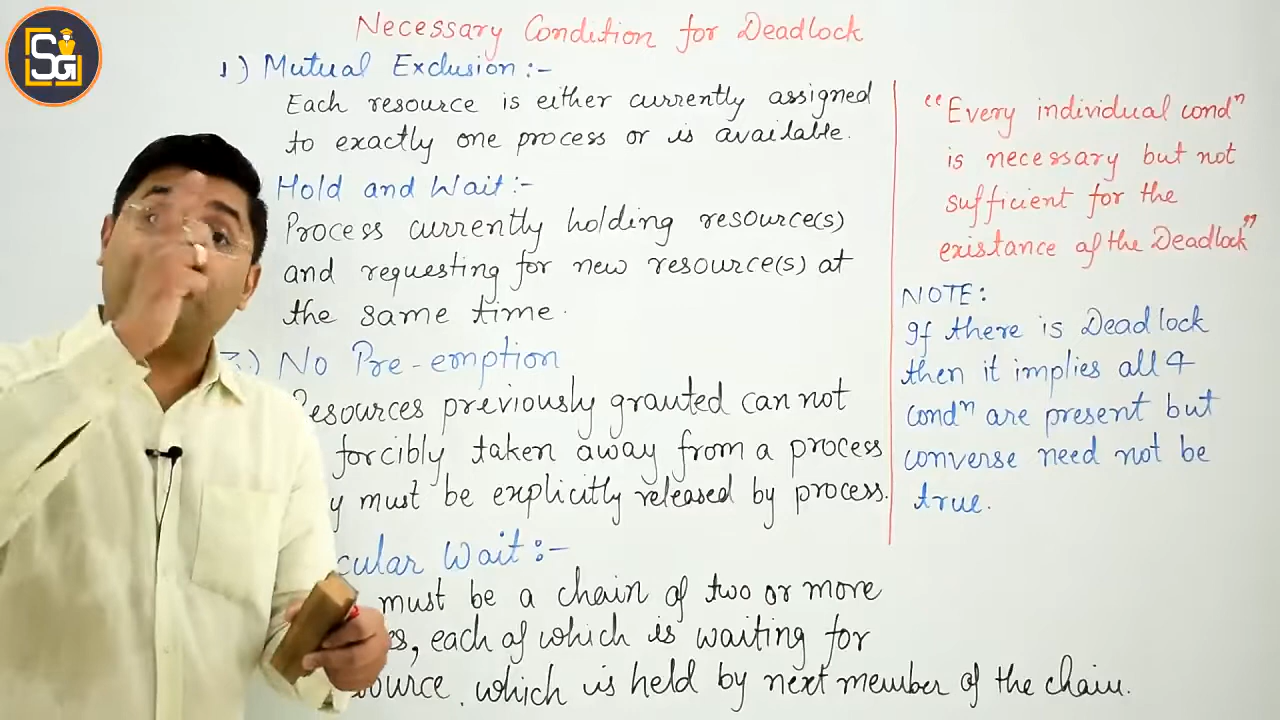 SG
Necessary Condition for Deadlock
1) Mutual Exclusion :-
Each resource is either currently assigned
to exactly one process or is available.
Hold and Wait :-
Process currently holding resource(s)
and requesting for new resource(s) at
the same time.
3.) No Pre-emption
Resources previously granted can not
forcibly taken away from a process
y must be explicitly released by process.
cular Wait :-
must be a chain of two or more
es, each of which is waiting for
source. which is held by next member of the chain.
"Every individual condⁿ
is necessary but not
sufficient for the
existance of the Deadlock"
NOTE:
If there is Deadlock
then it implies all 4
condⁿ are present but
converse need not be
true.